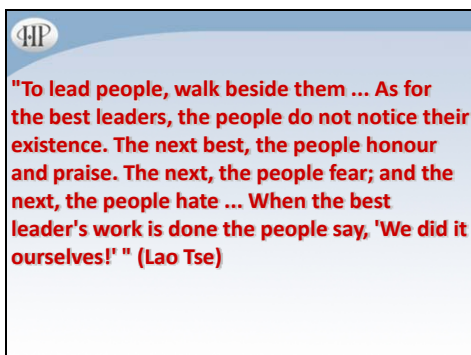 HP
"To lead people, walk beside them ... As for
the best leaders, the people do not notice their
existence. The next best, the people honour
and praise. The next, the people fear; and the
next, the people hate ... When the best
leader's work is done the people say, 'We did it
ourselves!' " (Lao Tse)